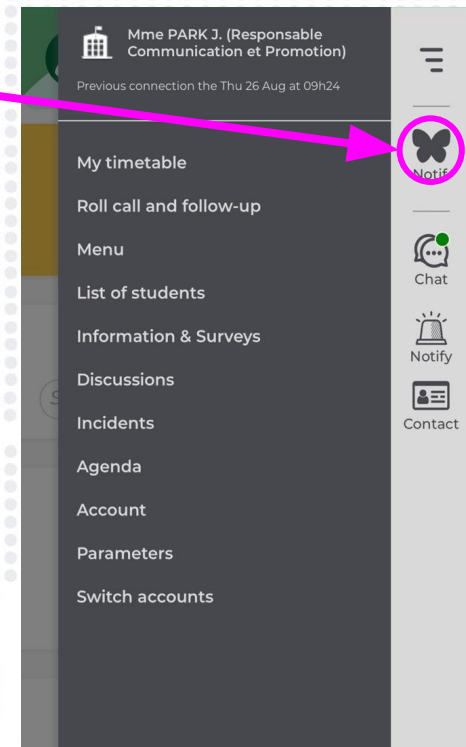 Mme PARK J. (Responsable
Communication et Promotion)
Previous connection the Thu 26 Aug at 09h24
My timetable
Roll call and follow-up
Menu
List of students
Information & Surveys
Discussions
Incidents
Agenda
Account
Parameters
Switch accounts
Notif
Chat
Notify
Contact